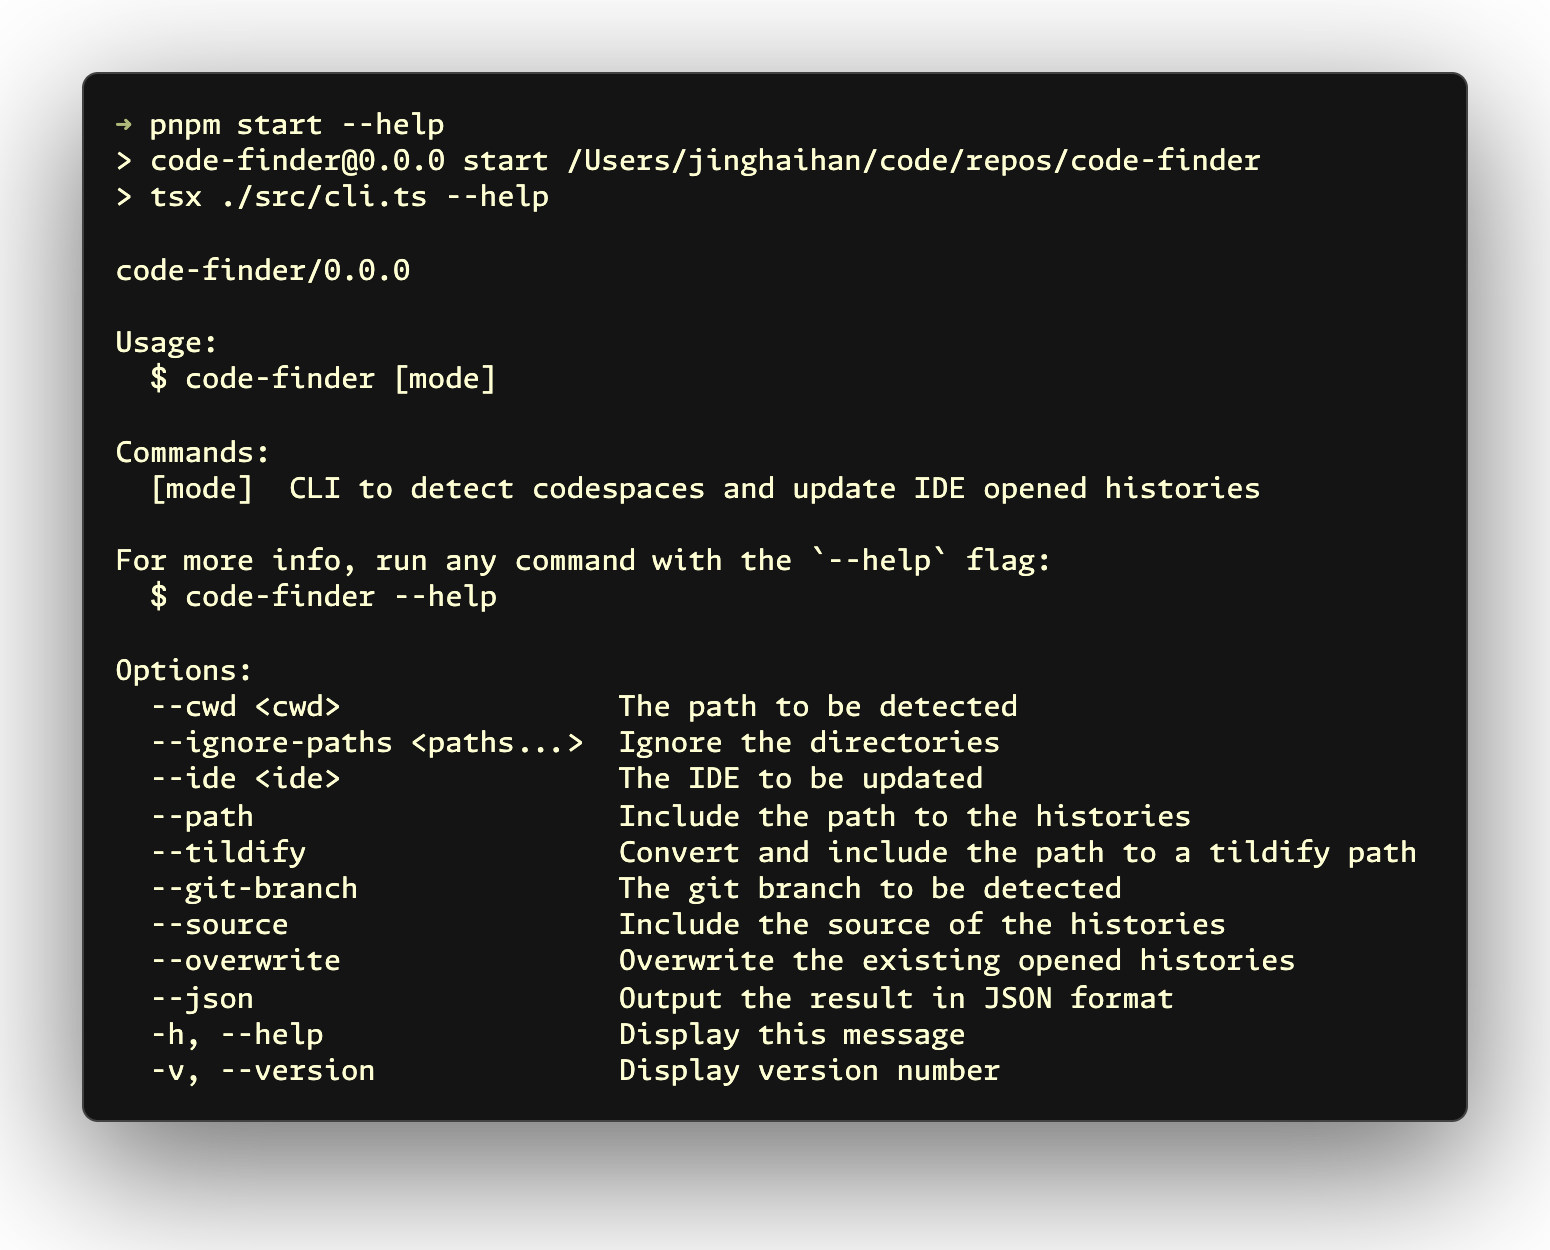 ➜ pnpm start --help
> code-finder@0.0.0 start /Users/jinghaihan/code/repos/code-finder
> tsx ./src/cli.ts --help

code-finder/0.0.0

Usage:
  $ code-finder [mode]

Commands:
  [mode]  CLI to detect codespaces and update IDE opened histories

For more info, run any command with the `--help` flag:
  $ code-finder --help

Options:
  --cwd <cwd>                The path to be detected
  --ignore-paths <paths...>  Ignore the directories
  --ide <ide>                The IDE to be updated
  --path                     Include the path to the histories
  --tildify                  Convert and include the path to a tildify path
  --git-branch               The git branch to be detected
  --source                   Include the source of the histories
  --overwrite                Overwrite the existing opened histories
  --json                     Output the result in JSON format
  -h, --help                 Display this message
  -v, --version              Display version number